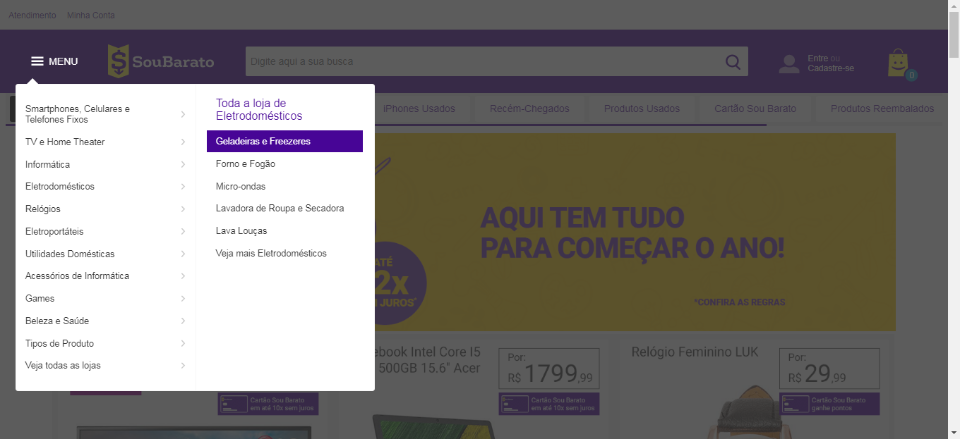 Atendimento Minha Conta
MENU
SouBarato
Digite aqui a sua busca
Entre ou
Cadastre-se
0
iPhones Usados
Recém-Chegados
Produtos Usados
Cartão Sou Barato
Produtos Reembalados
Smartphones, Celulares e
Telefones Fixos
TV e Home Theater
Informática
Eletrodomésticos
Relógios
Eletroportáteis
Utilidades Domésticas
Acessórios de Informática
Games
Beleza e Saúde
Tipos de Produto
Veja todas as lojas
Toda a loja de
Eletrodomésticos
Geladeiras e Freezeres
Forno e Fogão
Micro-ondas
Lavadora de Roupa e Secadora
Lava Louças
Veja mais Eletrodomésticos
AQUI TEM TUDO
PARA COMEÇAR O ANO!
ATÉ
2x
JUROS*
*CONFIRA AS REGRAS
ebook Intel Core I5
500GB 15.6" Acer
Por:
R$ 1799,99
Cartão Sou Barato
em até 10x sem juros
Relógio Feminino LUK
Por:
R$ 29,99
Cartão Sou Barato
ganhe pontos
Cartão Sou Barato
em até 10x sem juros